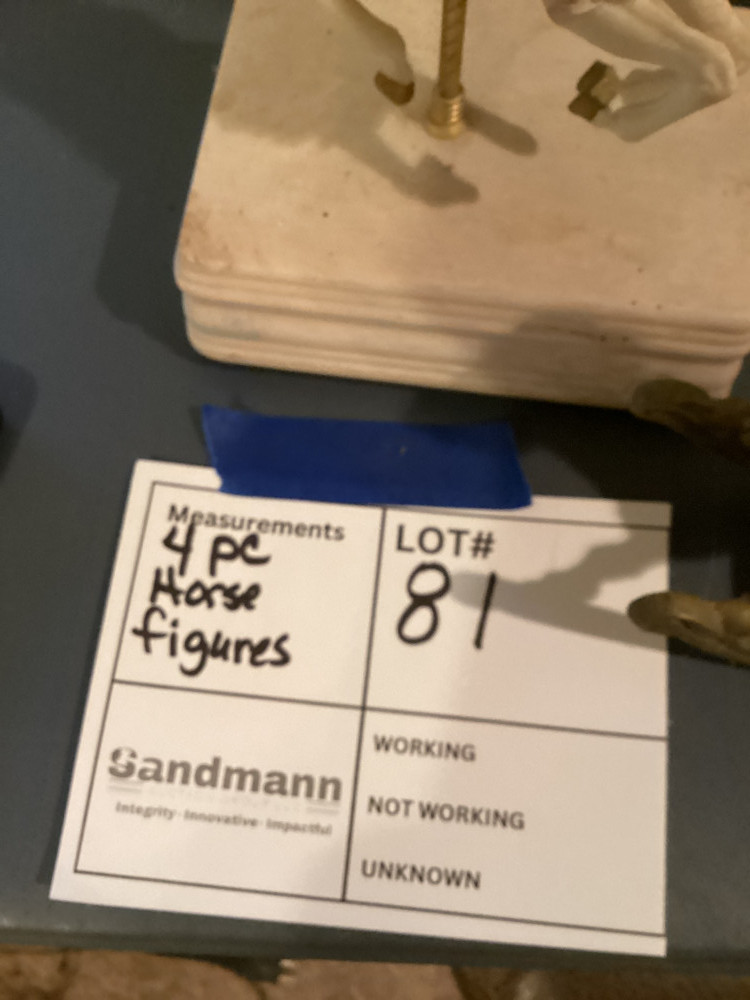 Measurements
4 pc
Horse
figures
LOT#
81
Sandmann
Integrity · Innovative · Impactful
WORKING
NOT WORKING
UNKNOWN